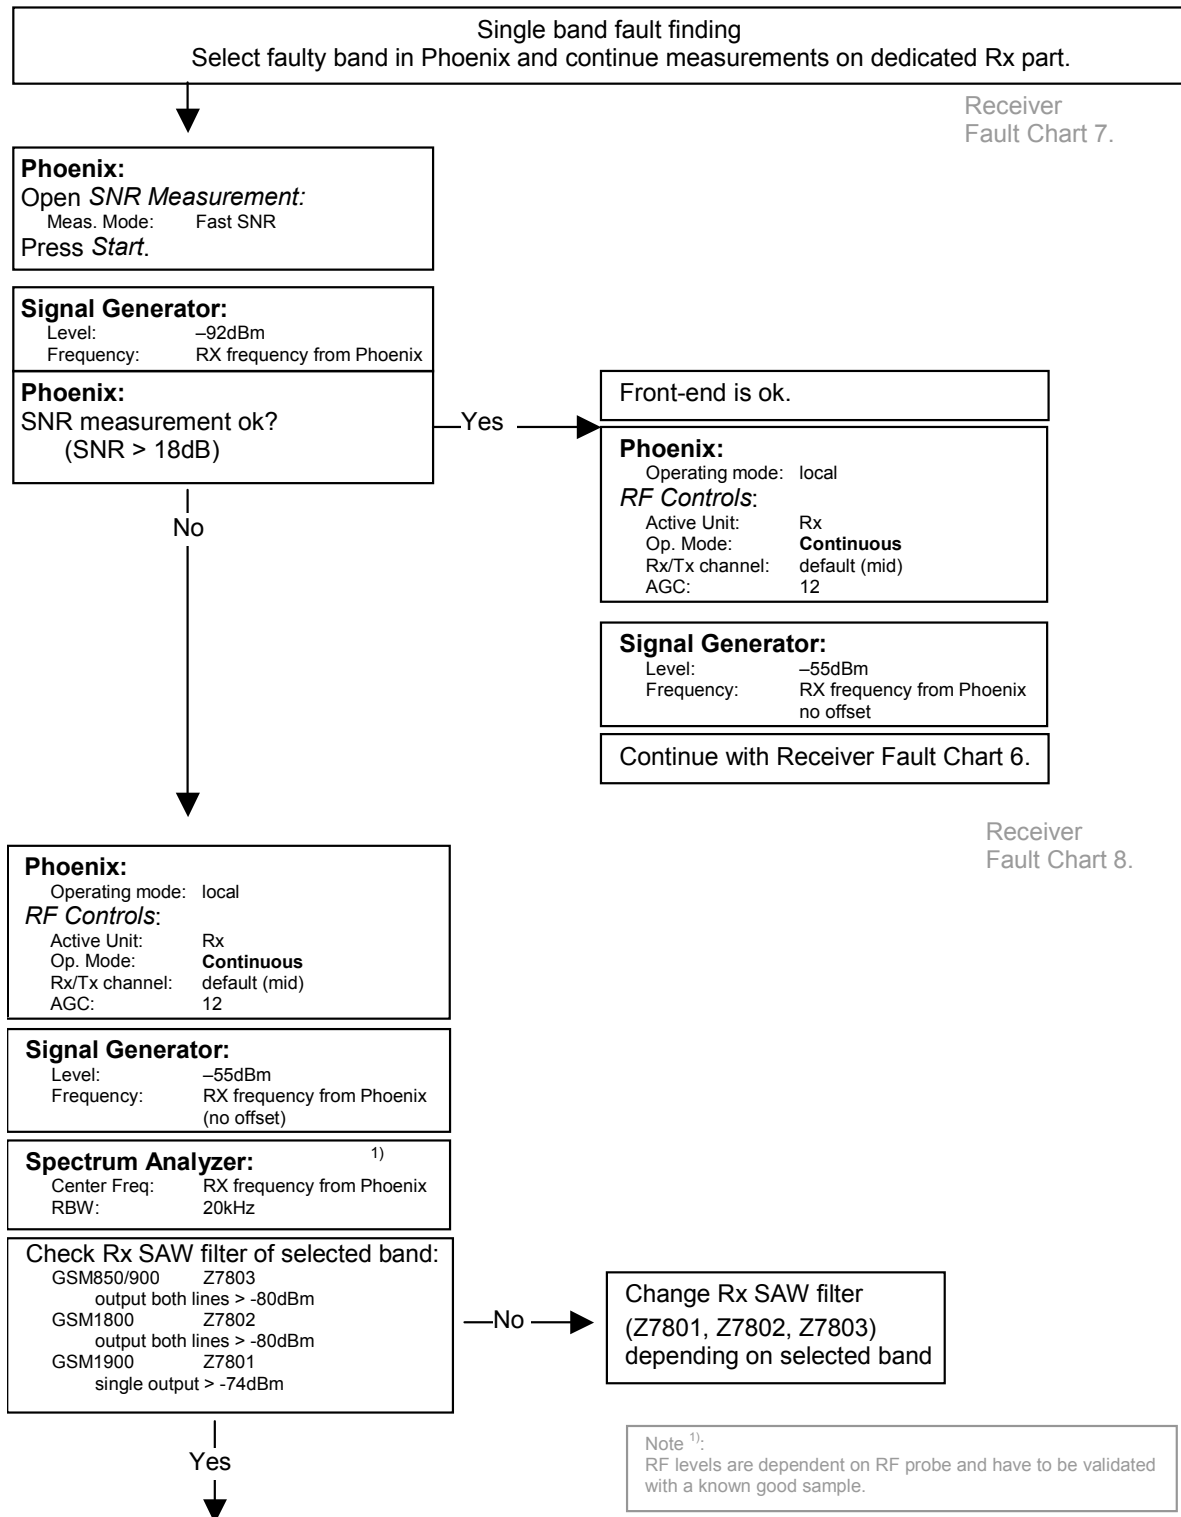 Single band fault finding
Select faulty band in Phoenix and continue measurements on dedicated Rx part.
Receiver
Fault Chart 7.
Phoenix:
Open SNR Measurement:
Meas. Mode: Fast SNR
Press Start.
Signal Generator:
Level: –92dBm
Frequency: RX frequency from Phoenix
Phoenix:
SNR measurement ok?
(SNR > 18dB)
Yes
No
Front-end is ok.
Phoenix:
Operating mode: local
RF Controls:
Active Unit: Rx
Op. Mode: Continuous
Rx/Tx channel: default (mid)
AGC: 12
Signal Generator:
Level: –55dBm
Frequency: RX frequency from Phoenix
no offset
Continue with Receiver Fault Chart 6.
Receiver
Fault Chart 8.
Phoenix:
Operating mode: local
RF Controls:
Active Unit: Rx
Op. Mode: Continuous
Rx/Tx channel: default (mid)
AGC: 12
Signal Generator:
Level: –55dBm
Frequency: RX frequency from Phoenix
(no offset)
Spectrum Analyzer: 1)
Center Freq: RX frequency from Phoenix
RBW: 20kHz
Check Rx SAW filter of selected band:
GSM850/900 Z7803
output both lines > -80dBm
GSM1800 Z7802
output both lines > -80dBm
GSM1900 Z7801
single output > -74dBm
No
Change Rx SAW filter
(Z7801, Z7802, Z7803)
depending on selected band
Yes
Note 1):
RF levels are dependent on RF probe and have to be validated
with a known good sample.